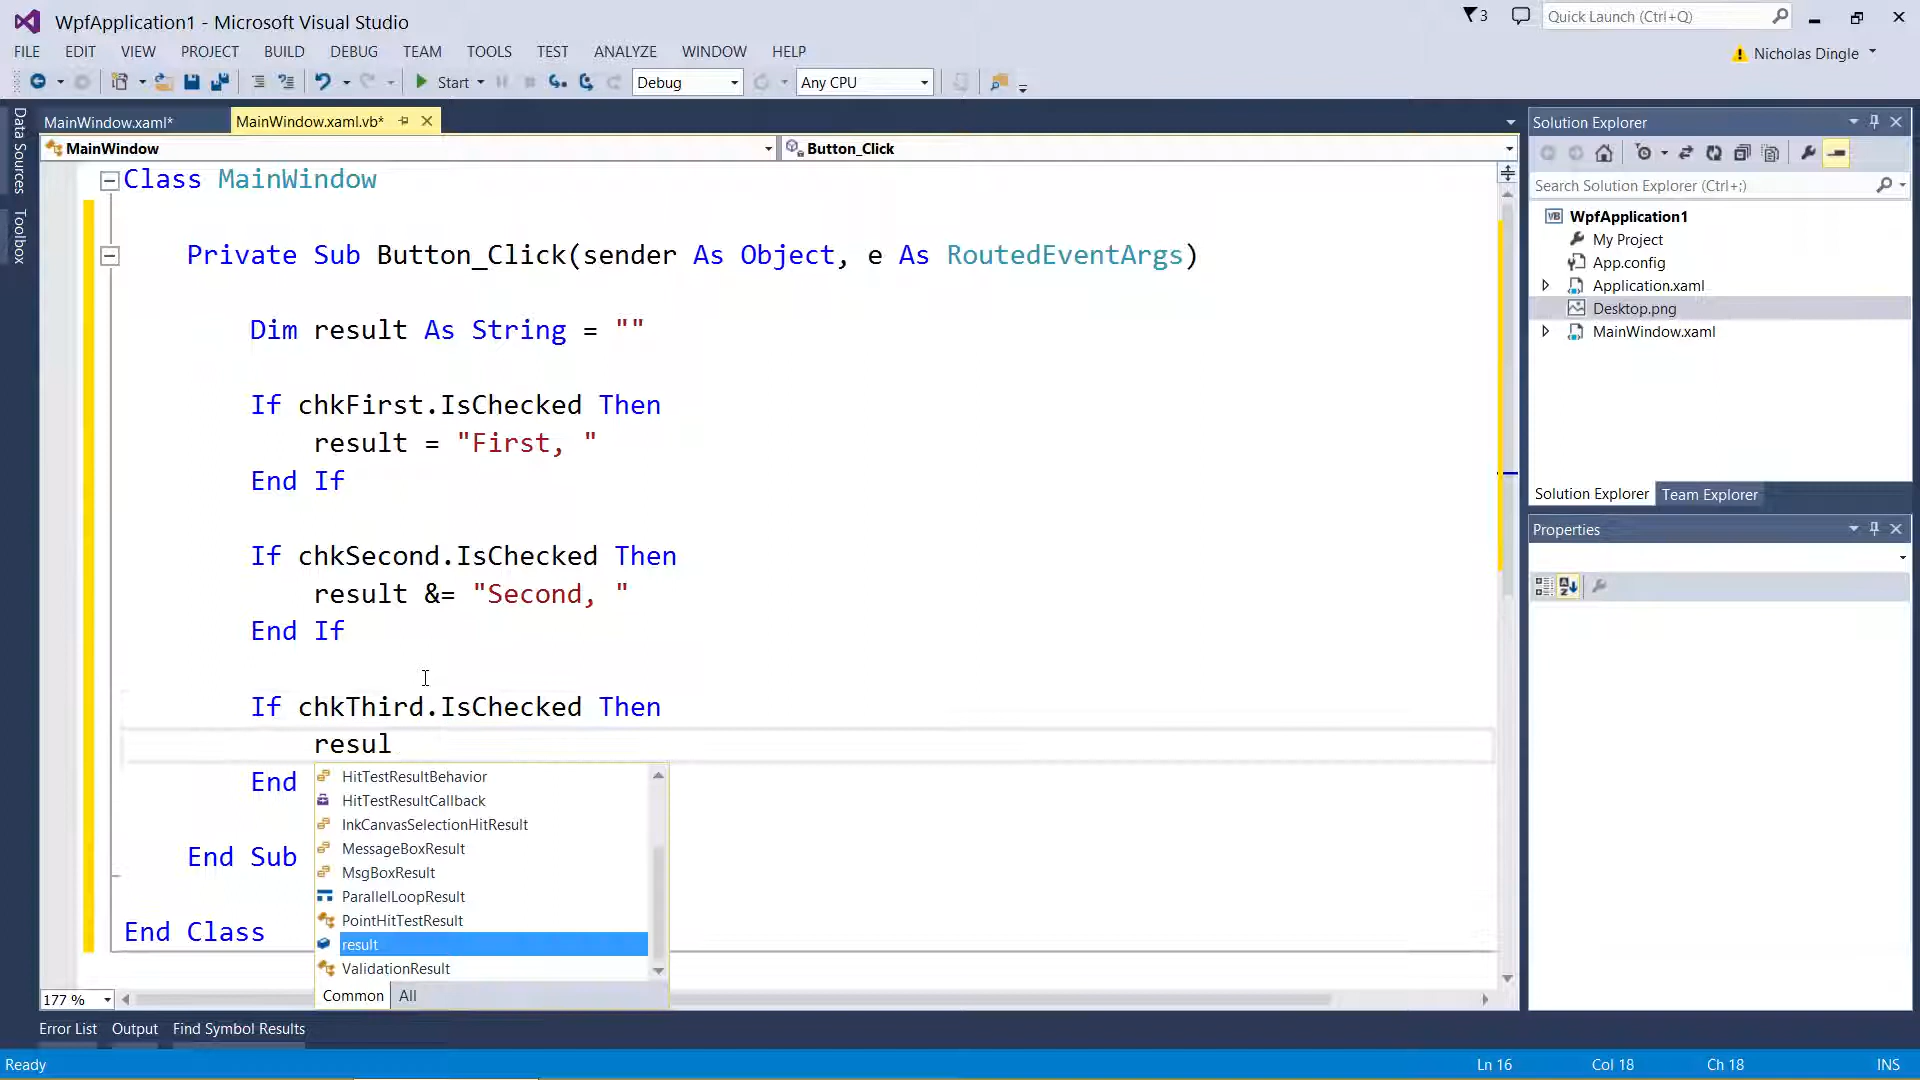 WpfApplication1 - Microsoft Visual Studio
3
Quick Launch (Ctrl+Q)
FILE EDIT VIEW PROJECT BUILD DEBUG TEAM TOOLS TEST ANALYZE WINDOW HELP
Nicholas Dingle
Start Debug Any CPU
Data Sources
Toolbox
MainWindow.xaml* MainWindow.xaml.vb*
MainWindow Button_Click
Class MainWindow
Private Sub Button_Click(sender As Object, e As RoutedEventArgs)
Dim result As String = ""
If chkFirst.IsChecked Then
result = "First, "
End If
If chkSecond.IsChecked Then
result &= "Second, "
End If
If chkThird.IsChecked Then
resul
End
HitTestResultBehavior
HitTestResultCallback
InkCanvasSelectionHitResult
MessageBoxResult
MsgBoxResult
ParallelLoopResult
PointHitTestResult
result
ValidationResult
Common All
End Sub
End Class
177 %
Error List Output Find Symbol Results
Solution Explorer
Search Solution Explorer (Ctrl+;)
WpfApplication1
My Project
App.config
Application.xaml
Desktop.png
MainWindow.xaml
Solution Explorer Team Explorer
Properties
Ready Ln 16 Col 18 Ch 18 INS